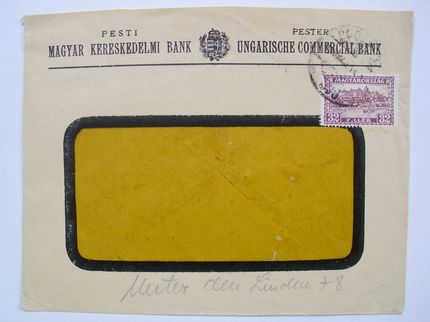 PESTI PESTER
MAGYAR KERESKEDELMI BANK UNGARISCHE COMMERCIAL BANK
MAGYARORSZÁG
32 FILLÉR 32
Unter den Linden 78